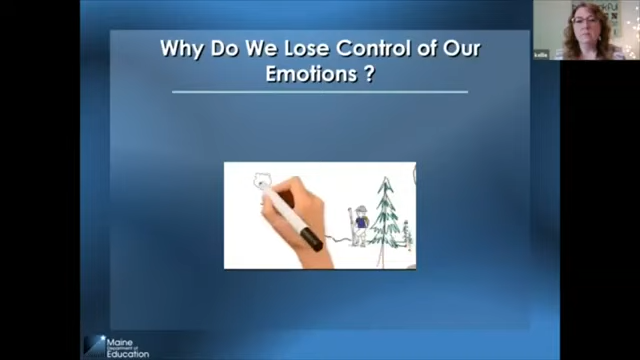 Why Do We Lose Control of Our
Emotions ?
Maine
Department of
Education